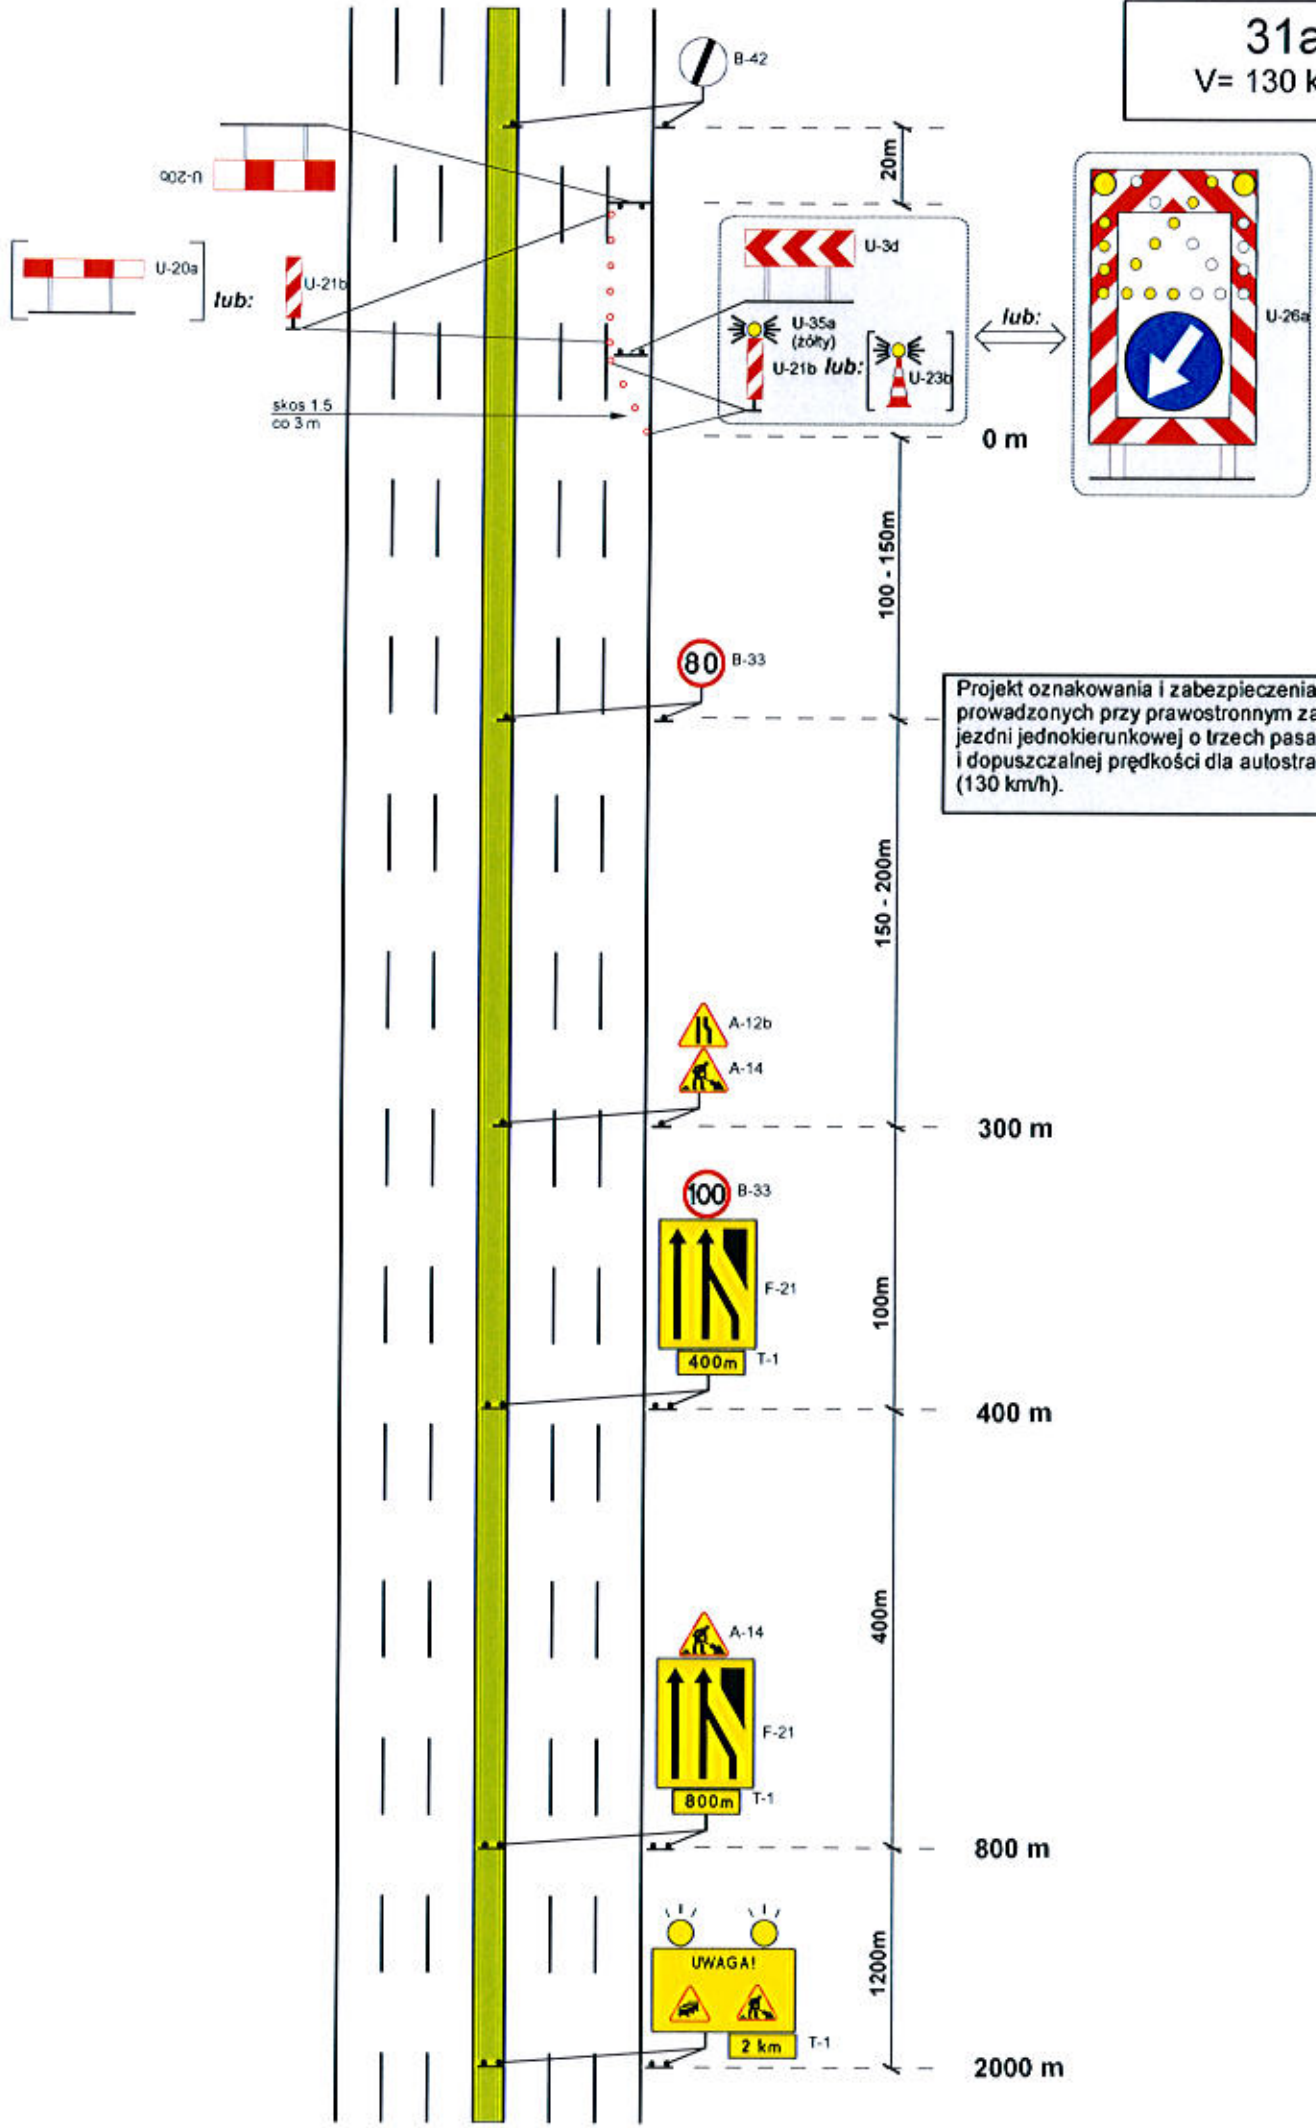 31a
V= 130 k
B-42
20m
U-20b
U-20a
lub:
U-21b
U-3d
U-35a
(żółty)
U-21b lub:
U-23b
lub:
U-26a
skos 1.5
co 3 m
0 m
100 - 150m
80 B-33
Projekt oznakowania i zabezpieczenia
prowadzonych przy prawostronnym za
jezdni jednokierunkowej o trzech pasa
i dopuszczalnej prędkości dla autostra
(130 km/h).
150 - 200m
A-12b
A-14
300 m
100 B-33
F-21
100m
400m T-1
400 m
400m
A-14
F-21
800m T-1
800 m
UWAGA!
1200m
2 km T-1
2000 m